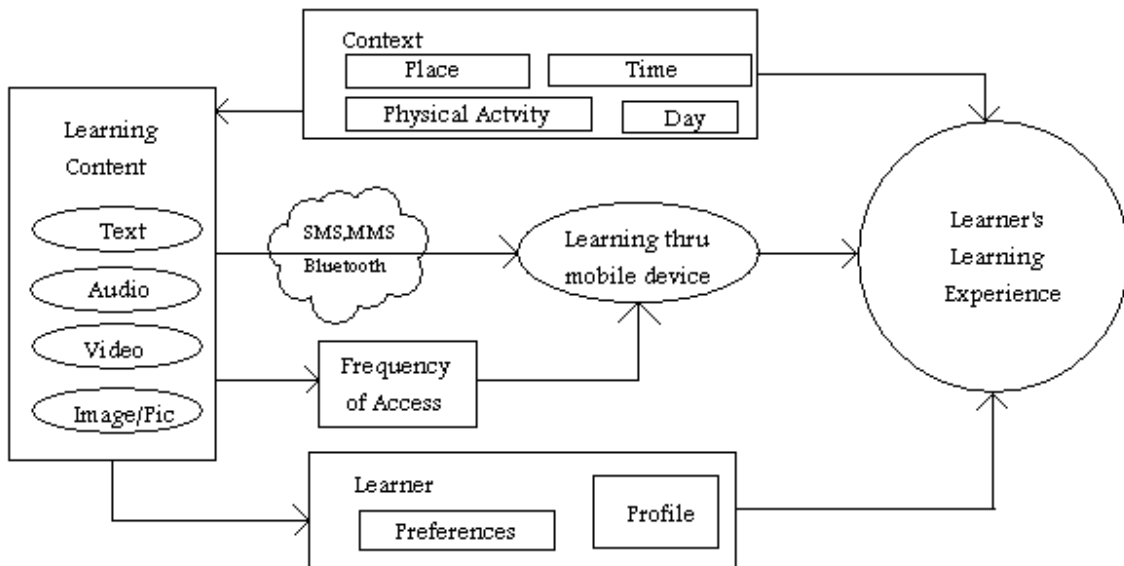 Context
Place
Time
Physical Actvity
Day
Learning
Content
Text
Audio
Video
Image/Pic
SMS,MMS
Bluetooth
Learning thru
mobile device
Frequency
of Access
Learner
Preferences
Profile
Learner's
Learning
Experience